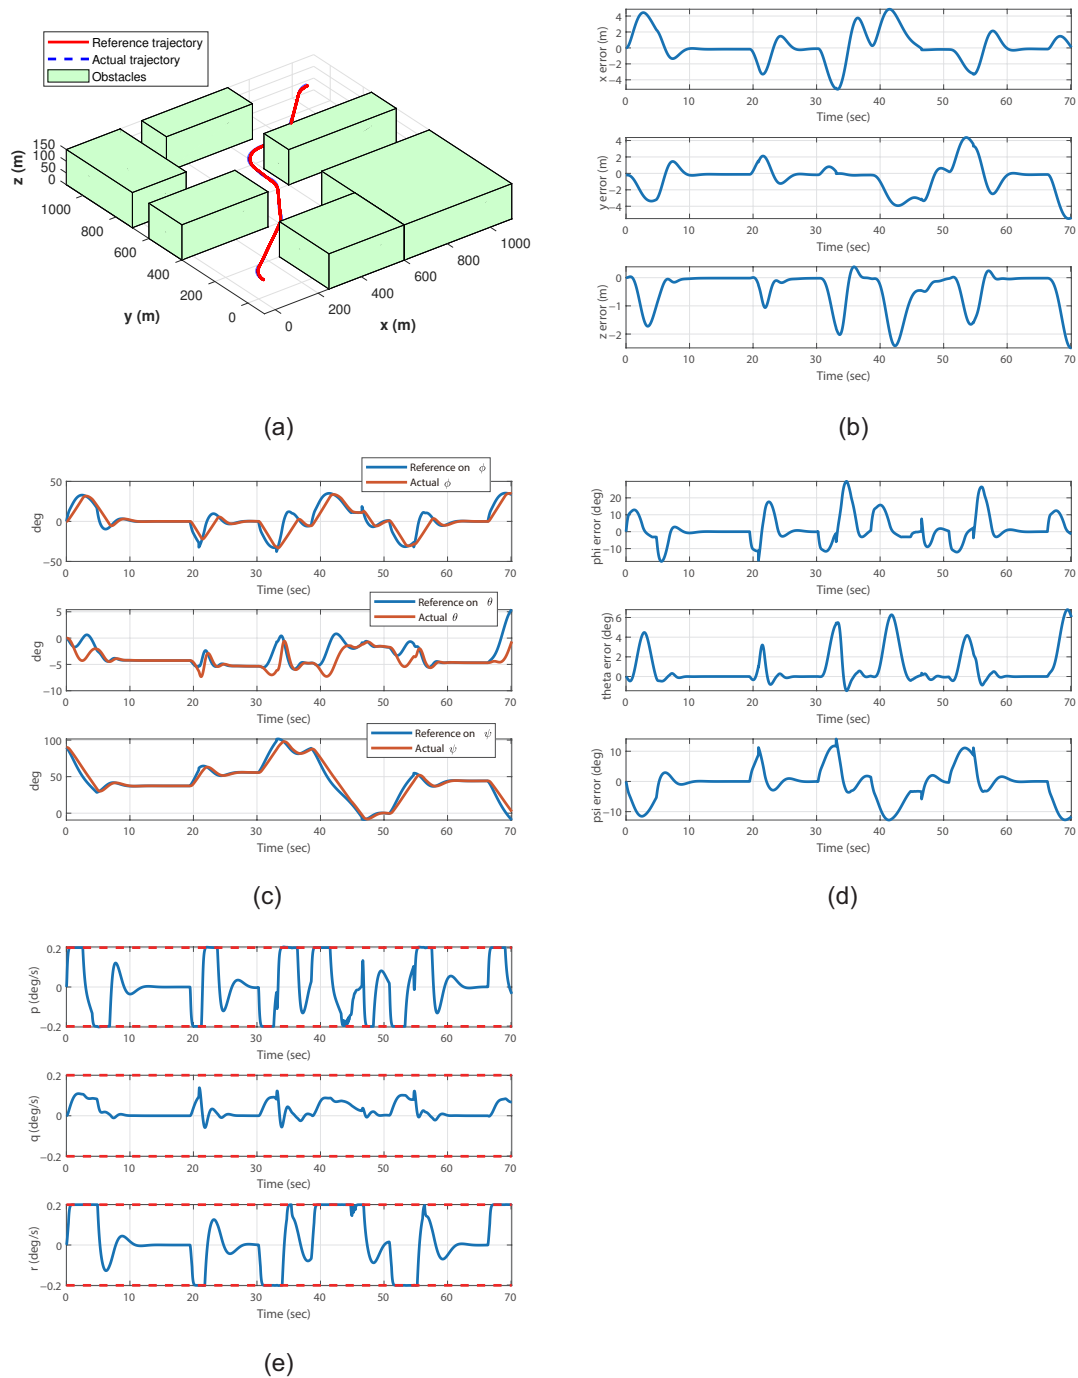 Reference trajectory
Actual trajectory
Obstacles
z (m)
150
100
50
0
1000
800
600
400
200
0
y (m)
0
200
400
600
800
1000
x (m)
(a)
x error (m)
4
2
0
−2
−4
0 10 20 30 40 50 60 70
Time (sec)
y error (m)
4
2
0
−2
−4
0 10 20 30 40 50 60 70
Time (sec)
z error (m)
0
−1
−2
0 10 20 30 40 50 60 70
Time (sec)
(b)
Reference on ϕ
Actual ϕ
deg
50
0
−50
0 10 20 30 40 50 60 70
Time (sec)
Reference on θ
Actual θ
deg
5
0
−5
−10
0 10 20 30 40 50 60 70
Time (sec)
Reference on ψ
Actual ψ
deg
100
50
0
0 10 20 30 40 50 60 70
Time (sec)
(c)
phi error (deg)
20
10
0
−10
0 10 20 30 40 50 60 70
Time (sec)
theta error (deg)
6
4
2
0
0 10 20 30 40 50 60 70
Time (sec)
psi error (deg)
10
0
−10
0 10 20 30 40 50 60 70
Time (sec)
(d)
p (deg/s)
0.2
0
−0.2
0 10 20 30 40 50 60 70
Time (sec)
q (deg/s)
0.2
0
−0.2
0 10 20 30 40 50 60 70
Time (sec)
r (deg/s)
0.2
0
−0.2
0 10 20 30 40 50 60 70
Time (sec)
(e)